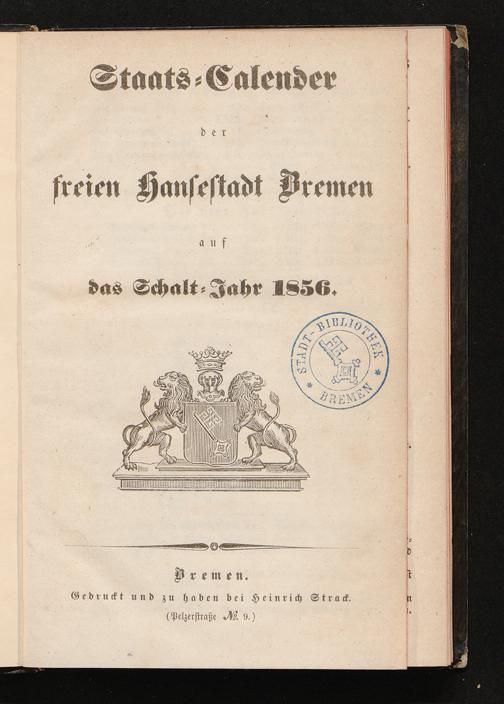 Staats-Calender
der
freien Hansestadt Bremen
auf
das Schalt-Jahr 1856.
STADT-BIBLIOTHEK
* BREMEN *
Bremen.
Gedruckt und zu haben bei Heinrich Strack.
(Pelzerstraße № 9.)